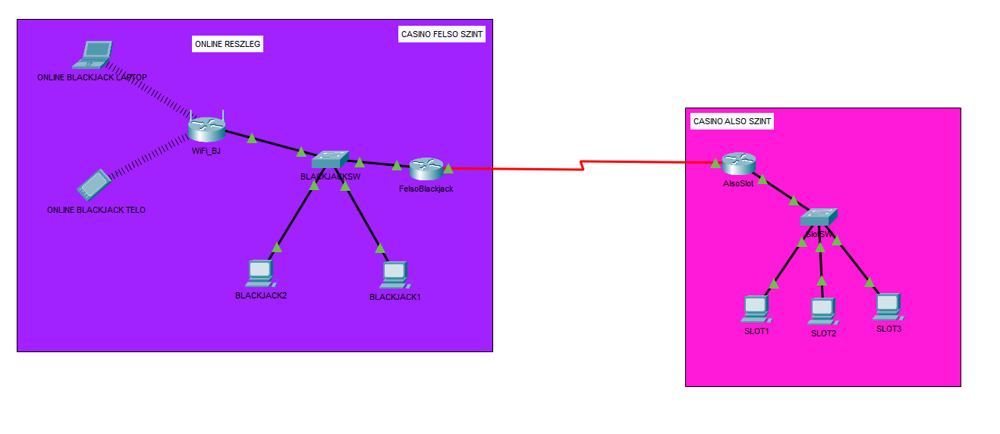 CASINO FELSO SZINT
ONLINE RESZLEG
ONLINE BLACKJACK LAPTOP
WiFi_BJ
BLACKJACKSW
FelsoBlackjack
ONLINE BLACKJACK TELO
BLACKJACK2
BLACKJACK1
CASINO ALSO SZINT
AlsoSlot
SlotSW
SLOT1
SLOT2
SLOT3